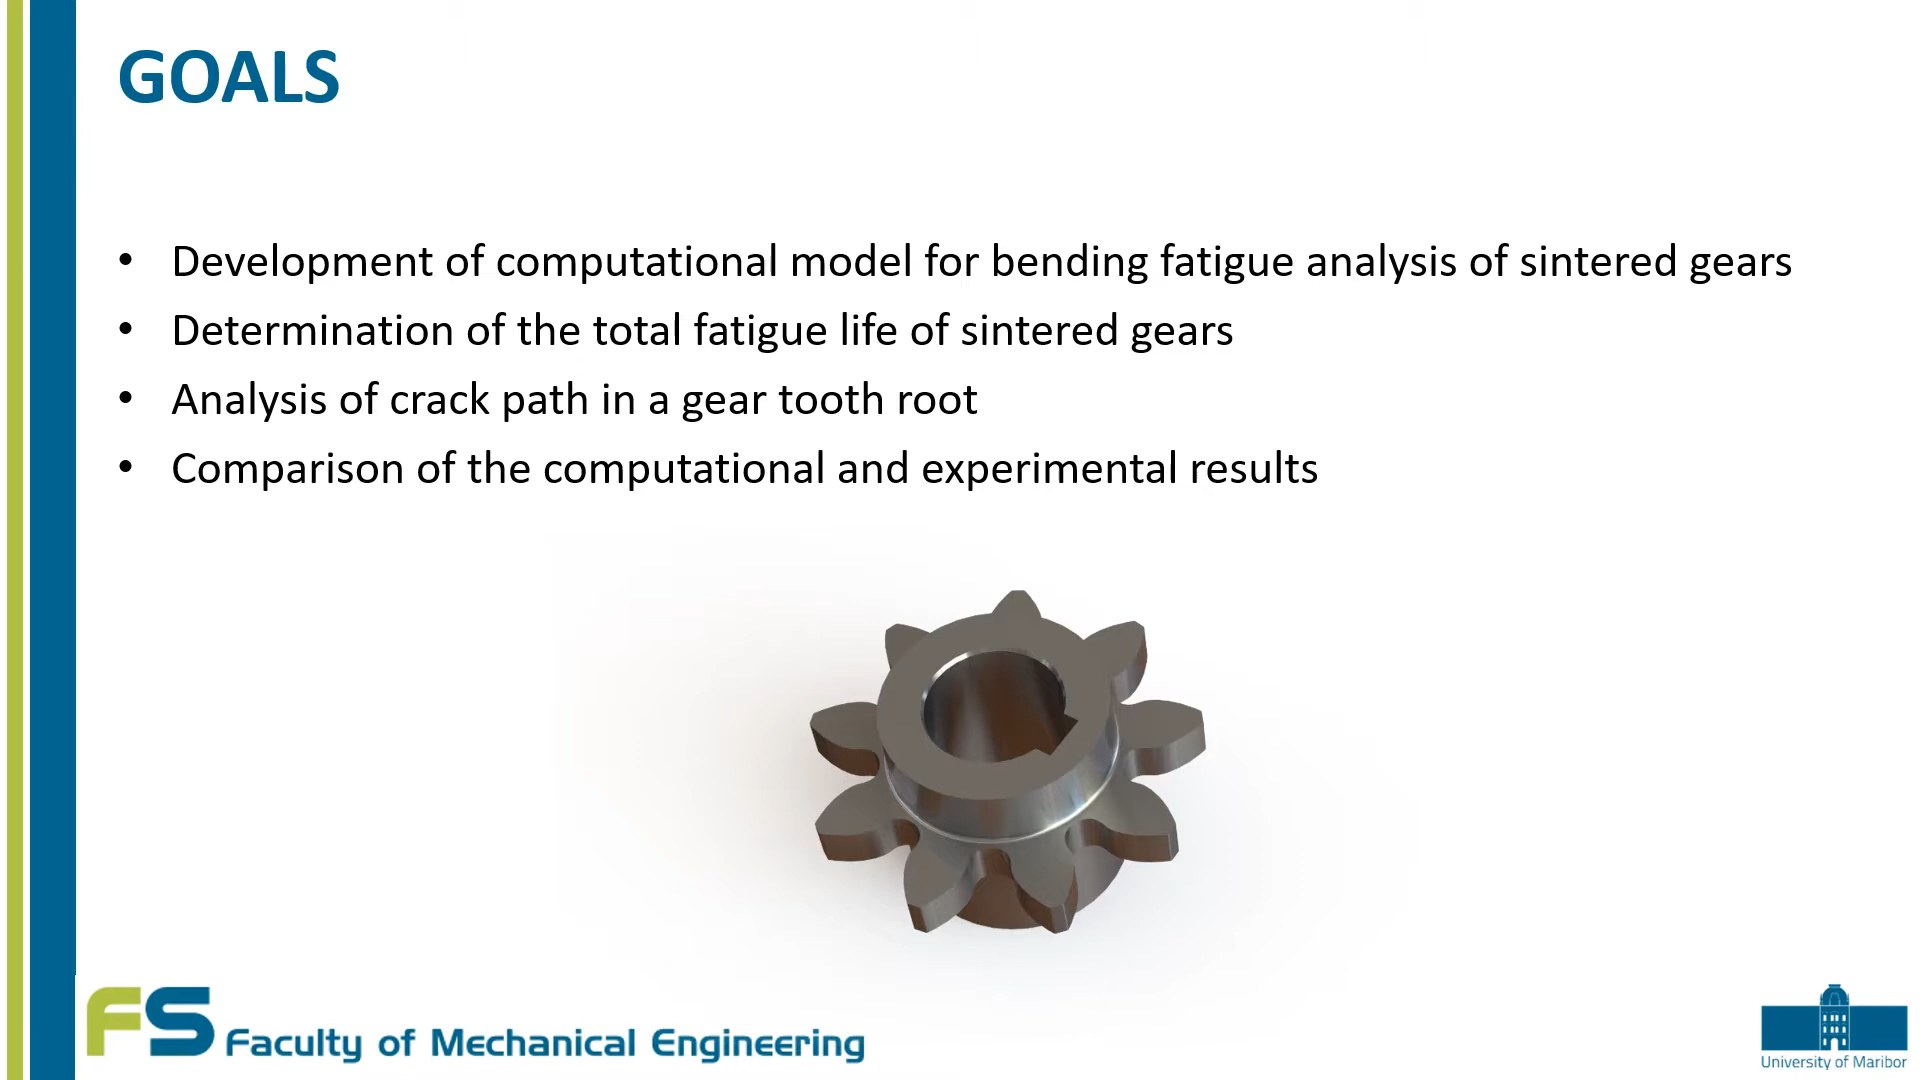 GOALS
• Development of computational model for bending fatigue analysis of sintered gears
• Determination of the total fatigue life of sintered gears
• Analysis of crack path in a gear tooth root
• Comparison of the computational and experimental results
FS Faculty of Mechanical Engineering
University of Maribor